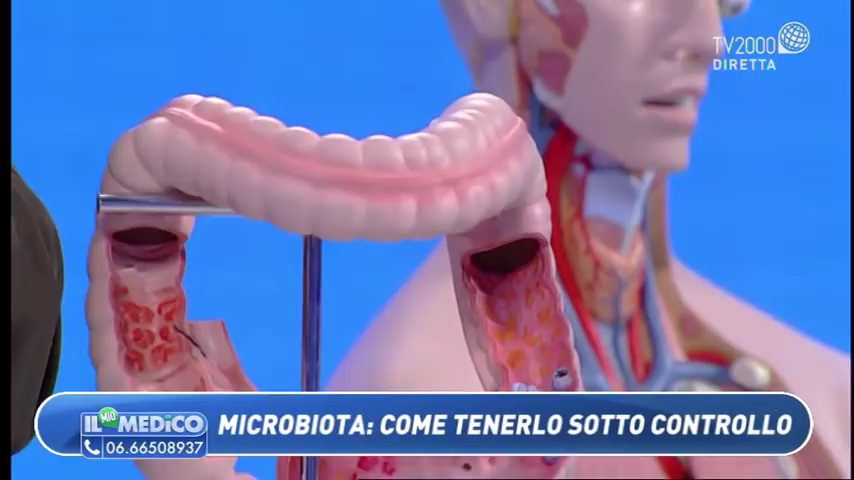 TV2000
DIRETTA
IL MIO MEDICO
06.66508937
MICROBIOTA: COME TENERLO SOTTO CONTROLLO